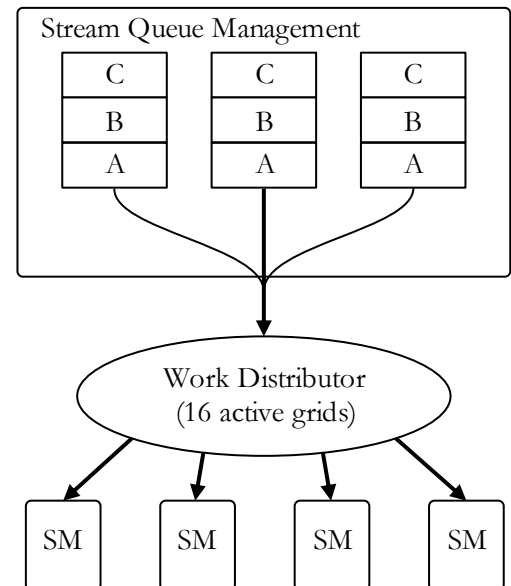 Stream Queue Management
C C C
B B B
A A A
Work Distributor
(16 active grids)
SM SM SM SM